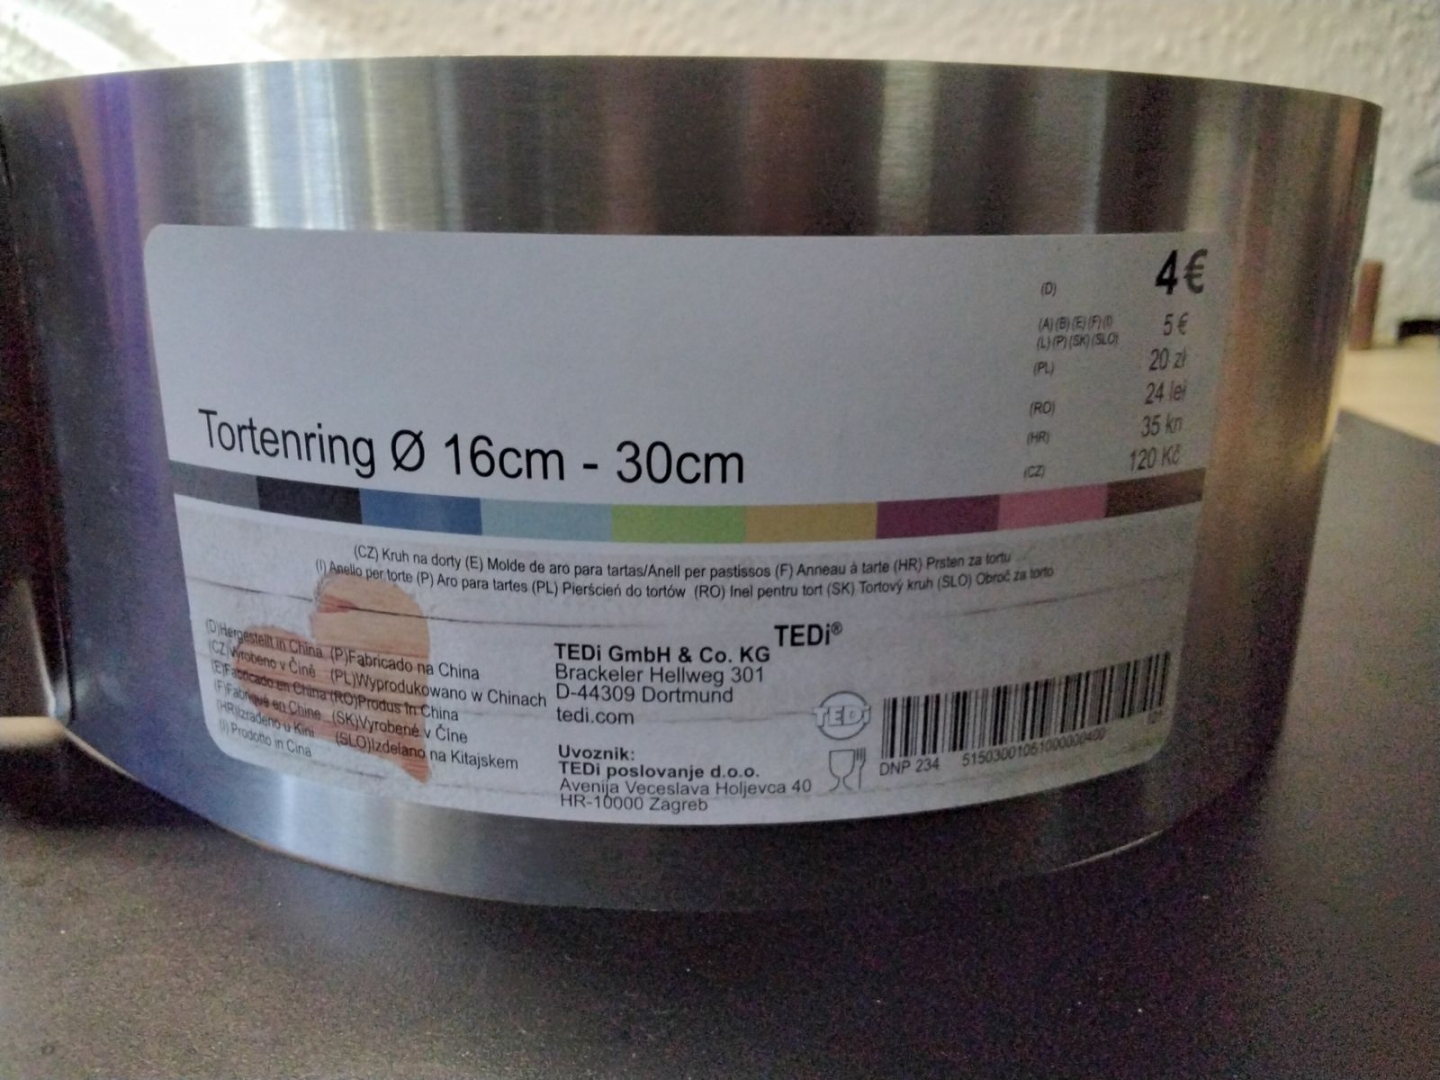 (D) 4€
(A) (B) (E) (F) (I)
(L) (P) (SK) (SLO) 5 €
(PL) 20 zł
(RO) 24 lei
(HR) 35 kn
(CZ) 120 Kč
Tortenring Ø 16cm - 30cm
(CZ) Kruh na dorty (E) Molde de aro para tartas/Anell per pastissos (F) Anneau à tarte (HR) Prsten za tortu
(I) Anello per torte (P) Aro para tartes (PL) Pierścień do tortów (RO) Inel pentru tort (SK) Tortový kruh (SLO) Obroč za torto
(D)Hergestellt in China (P)Fabricado na China
(CZ)Vyrobeno v Číně (PL)Wyprodukowano w Chinach
(E)Fabricado en China (RO)Produs în China
(F)Fabriqué en Chine (SK)Vyrobené v Číne
(HR)Izrađeno u Kini (SLO)Izdelano na Kitajskem
(I) Prodotto in Cina
TEDi®
TEDi GmbH & Co. KG
Brackeler Hellweg 301
D-44309 Dortmund
tedi.com
Uvoznik:
TEDi poslovanje d.o.o.
Avenija Veceslava Holjevca 40
HR-10000 Zagreb
TEDi
DNP 234 51503001051000000400